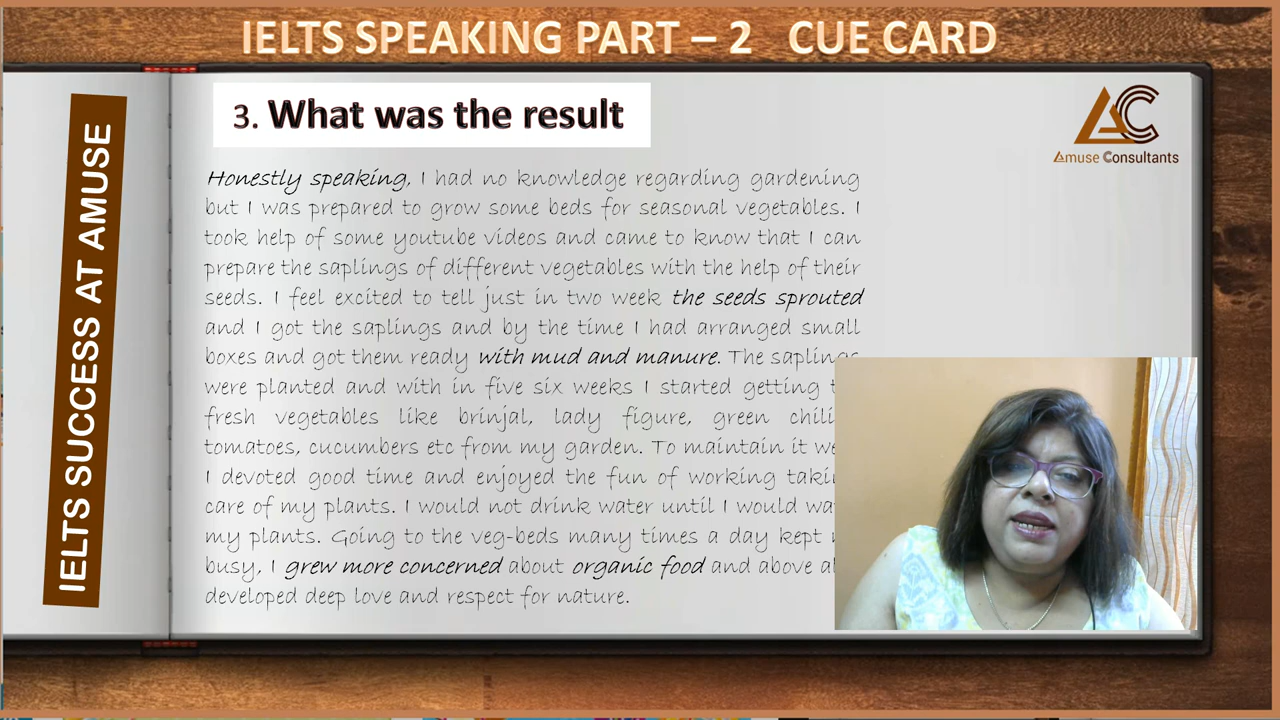 IELTS SPEAKING PART – 2 CUE CARD
IELTS SUCCESS AT AMUSE
3. What was the result
AC
Amuse Consultants
Honestly speaking, I had no knowledge regarding gardening
but I was prepared to grow some beds for seasonal vegetables. I
took help of some youtube videos and came to know that I can
prepare the saplings of different vegetables with the help of their
seeds. I feel excited to tell just in two week the seeds sprouted
and I got the saplings and by the time I had arranged small
boxes and got them ready with mud and manure. The saplings
were planted and with in five six weeks I started getting
fresh vegetables like brinjal, lady figure, green
tomatoes, cucumbers etc from my garden. To maintain it
I devoted good time and enjoyed the fun of working
care of my plants. I would not drink water until I would
my plants. Going to the veg-beds many times a day kept
busy, I grew more concerned about organic food and above
developed deep love and respect for nature.